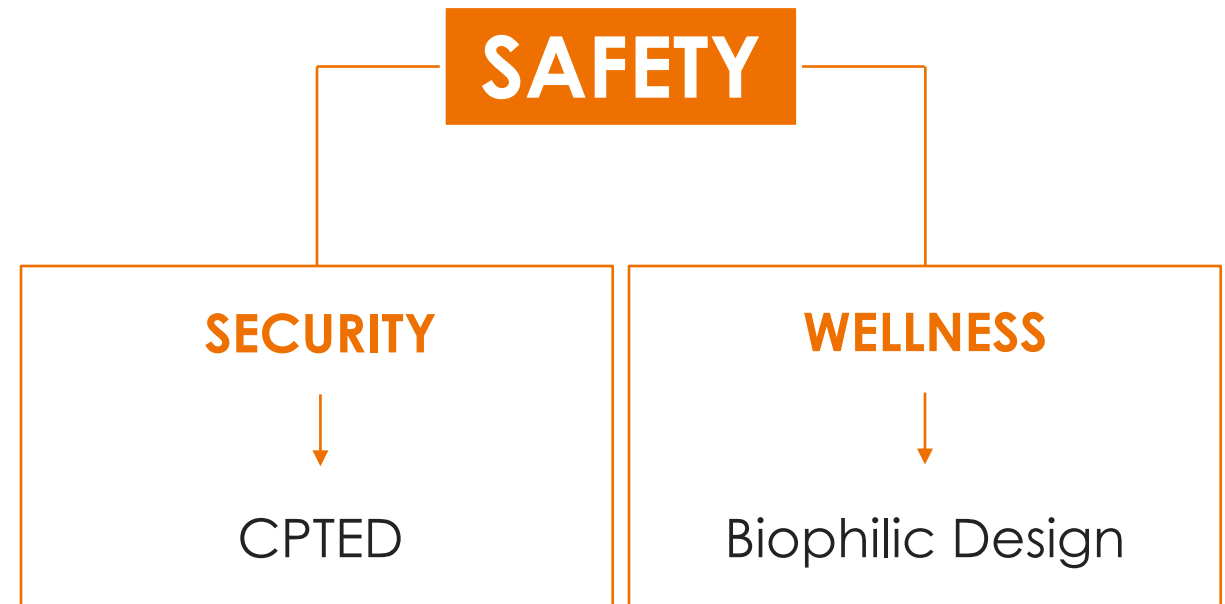 SAFETY
SECURITY
CPTED
WELLNESS
Biophilic Design